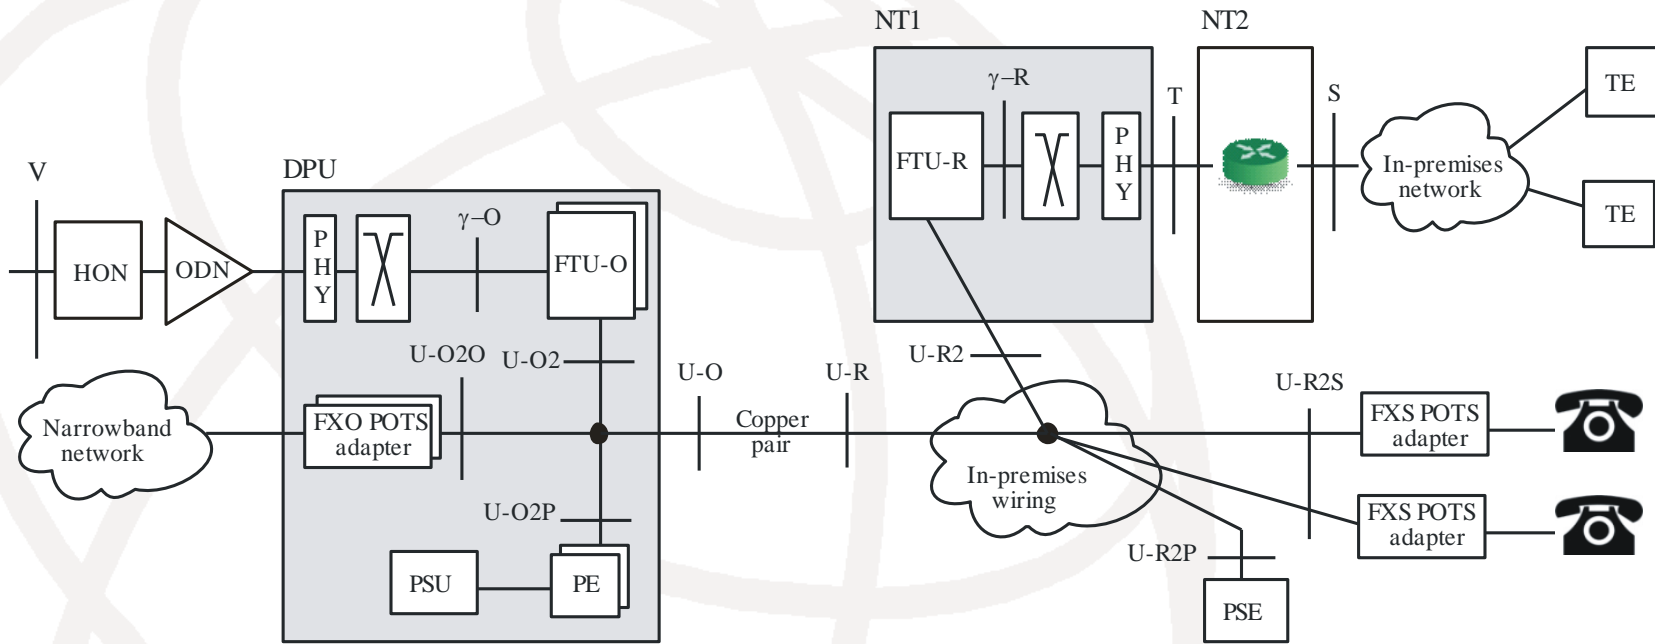 NT1
NT2
γ–R
T
S
TE
FTU-R
P
H
Y
In-premises
network
TE
V
DPU
HON
ODN
P
H
Y
γ–O
FTU-O
U-O2O
U-O2
U-O
U-R
U-R2
U-R2S
Narrowband
network
FXO POTS
adapter
Copper
pair
In-premises
wiring
FXS POTS
adapter
FXS POTS
adapter
U-O2P
U-R2P
PSU
PE
PSE